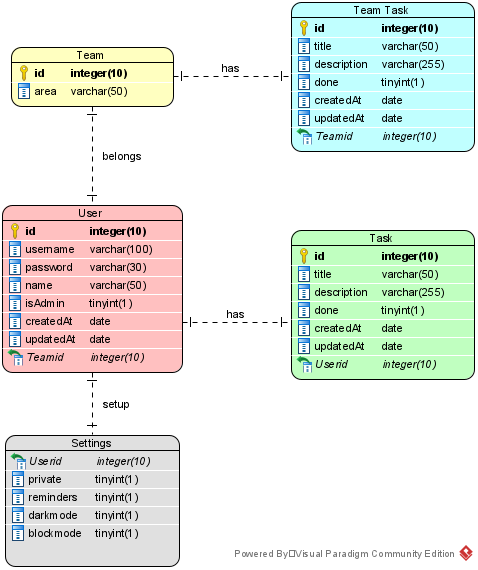 Team
id integer(10)
area varchar(50)
has
Team Task
id integer(10)
title varchar(50)
description varchar(255)
done tinyint(1)
createdAt date
updatedAt date
Teamid integer(10)
belongs
User
id integer(10)
username varchar(100)
password varchar(30)
name varchar(50)
isAdmin tinyint(1)
createdAt date
updatedAt date
Teamid integer(10)
has
Task
id integer(10)
title varchar(50)
description varchar(255)
done tinyint(1)
createdAt date
updatedAt date
Userid integer(10)
setup
Settings
Userid integer(10)
private tinyint(1)
reminders tinyint(1)
darkmode tinyint(1)
blockmode tinyint(1)
Powered By□Visual Paradigm Community Edition